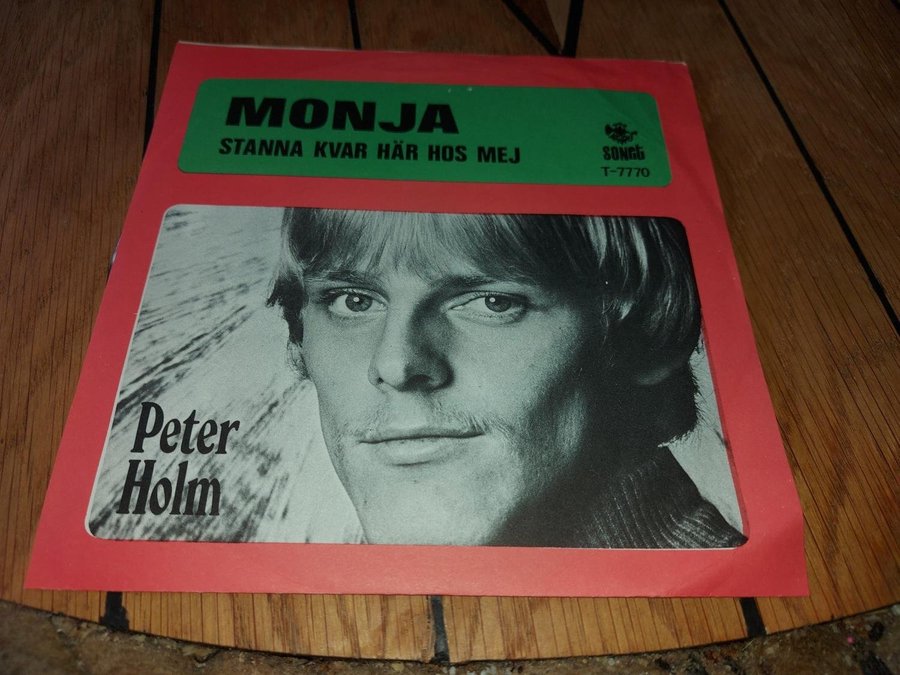 MONJA
STANNA KVAR HÄR HOS MEJ
SONET
T-7770
Peter
Holm